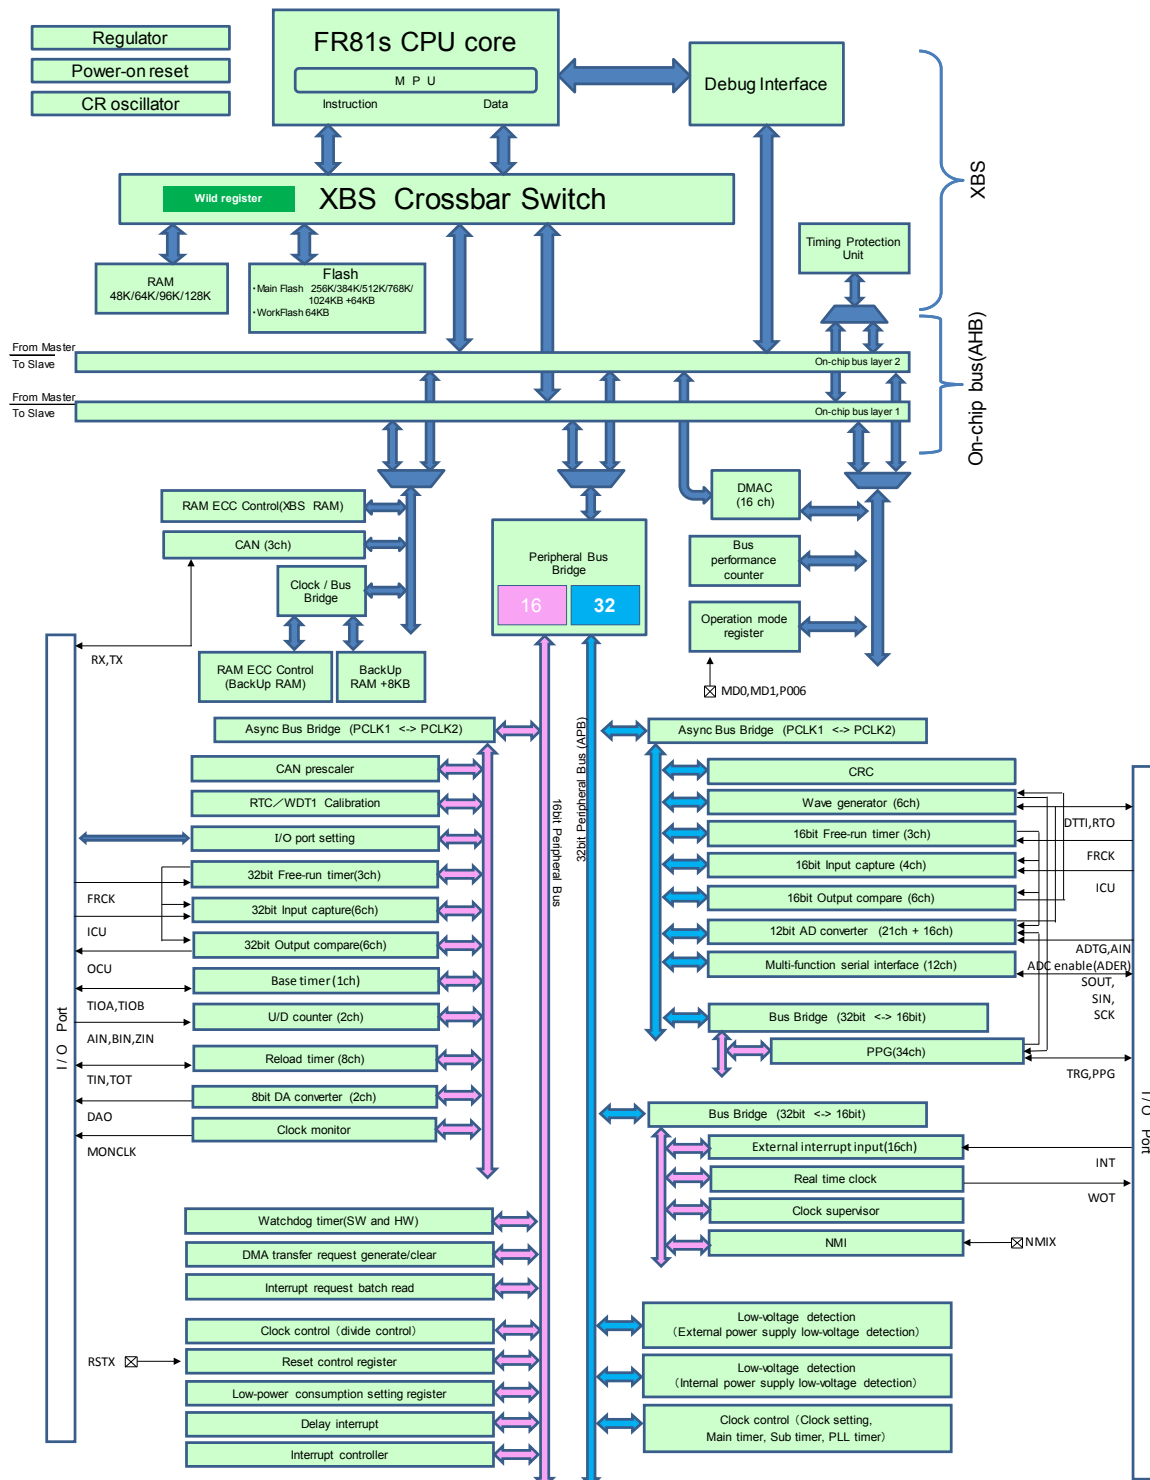 Regulator
Power-on reset
CR oscillator
FR81s CPU core
M P U
Instruction
Data
Debug Interface
XBS
Wild register
XBS Crossbar Switch
Timing Protection
Unit
RAM
48K/64K/96K/128K
Flash
・Main Flash 256K/384K/512K/768K/
1024KB +64KB
・WorkFlash 64KB
On-chip bus(AHB)
From Master
To Slave
On-chip bus layer 2
From Master
To Slave
On-chip bus layer 1
RAM ECC Control(XBS RAM)
CAN (3ch)
Clock / Bus
Bridge
RAM ECC Control
(BackUp RAM)
BackUp
RAM +8KB
RX,TX
Peripheral Bus
Bridge
16
32
DMAC
(16 ch)
Bus
performance
counter
Operation mode
register
MD0,MD1,P006
16bit Peripheral Bus
32bit Peripheral Bus (APB)
Async Bus Bridge (PCLK1 <-> PCLK2)
CAN prescaler
RTC／WDT1 Calibration
I/O port setting
32bit Free-run timer(3ch)
32bit Input capture(6ch)
32bit Output compare(6ch)
Base timer (1ch)
U/D counter (2ch)
Reload timer (8ch)
8bit DA converter (2ch)
Clock monitor
I / O Port
FRCK
ICU
OCU
TIOA,TIOB
AIN,BIN,ZIN
TIN,TOT
DAO
MONCLK
Watchdog timer(SW and HW)
DMA transfer request generate/clear
Interrupt request batch read
Clock control（divide control）
Reset control register
Low-power consumption setting register
Delay interrupt
Interrupt controller
RSTX
Async Bus Bridge (PCLK1 <-> PCLK2)
CRC
Wave generator (6ch)
16bit Free-run timer (3ch)
16bit Input capture (4ch)
16bit Output compare (6ch)
12bit AD converter (21ch + 16ch)
Multi-function serial interface (12ch)
Bus Bridge (32bit <-> 16bit)
PPG(34ch)
DTTI,RTO
FRCK
ICU
ADTG,AIN
ADC enable(ADER)
SOUT,
SIN,
SCK
TRG,PPG
I / O Port
Bus Bridge (32bit <-> 16bit)
External interrupt input(16ch)
Real time clock
Clock supervisor
NMI
INT
WOT
NMIX
Low-voltage detection
（External power supply low-voltage detection）
Low-voltage detection
（Internal power supply low-voltage detection）
Clock control（Clock setting,
Main timer, Sub timer, PLL timer）